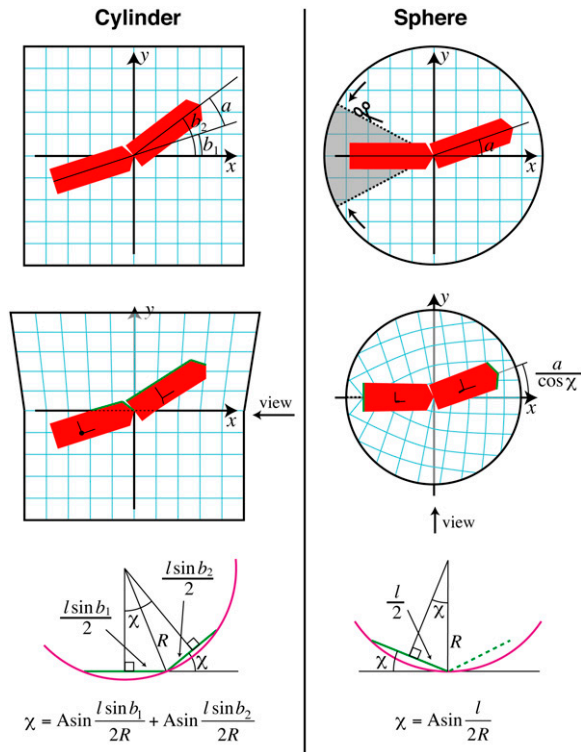 Cylinder
y
a
b₂
b₁
x
y
x
view
l sin b₁
2
l sin b₂
2
χ
R
χ
χ = Asin l sin b₁ / 2R + Asin l sin b₂ / 2R
Sphere
y
x
a
y
a
cos χ
x
view
l
2
χ
R
χ
χ = Asin l / 2R